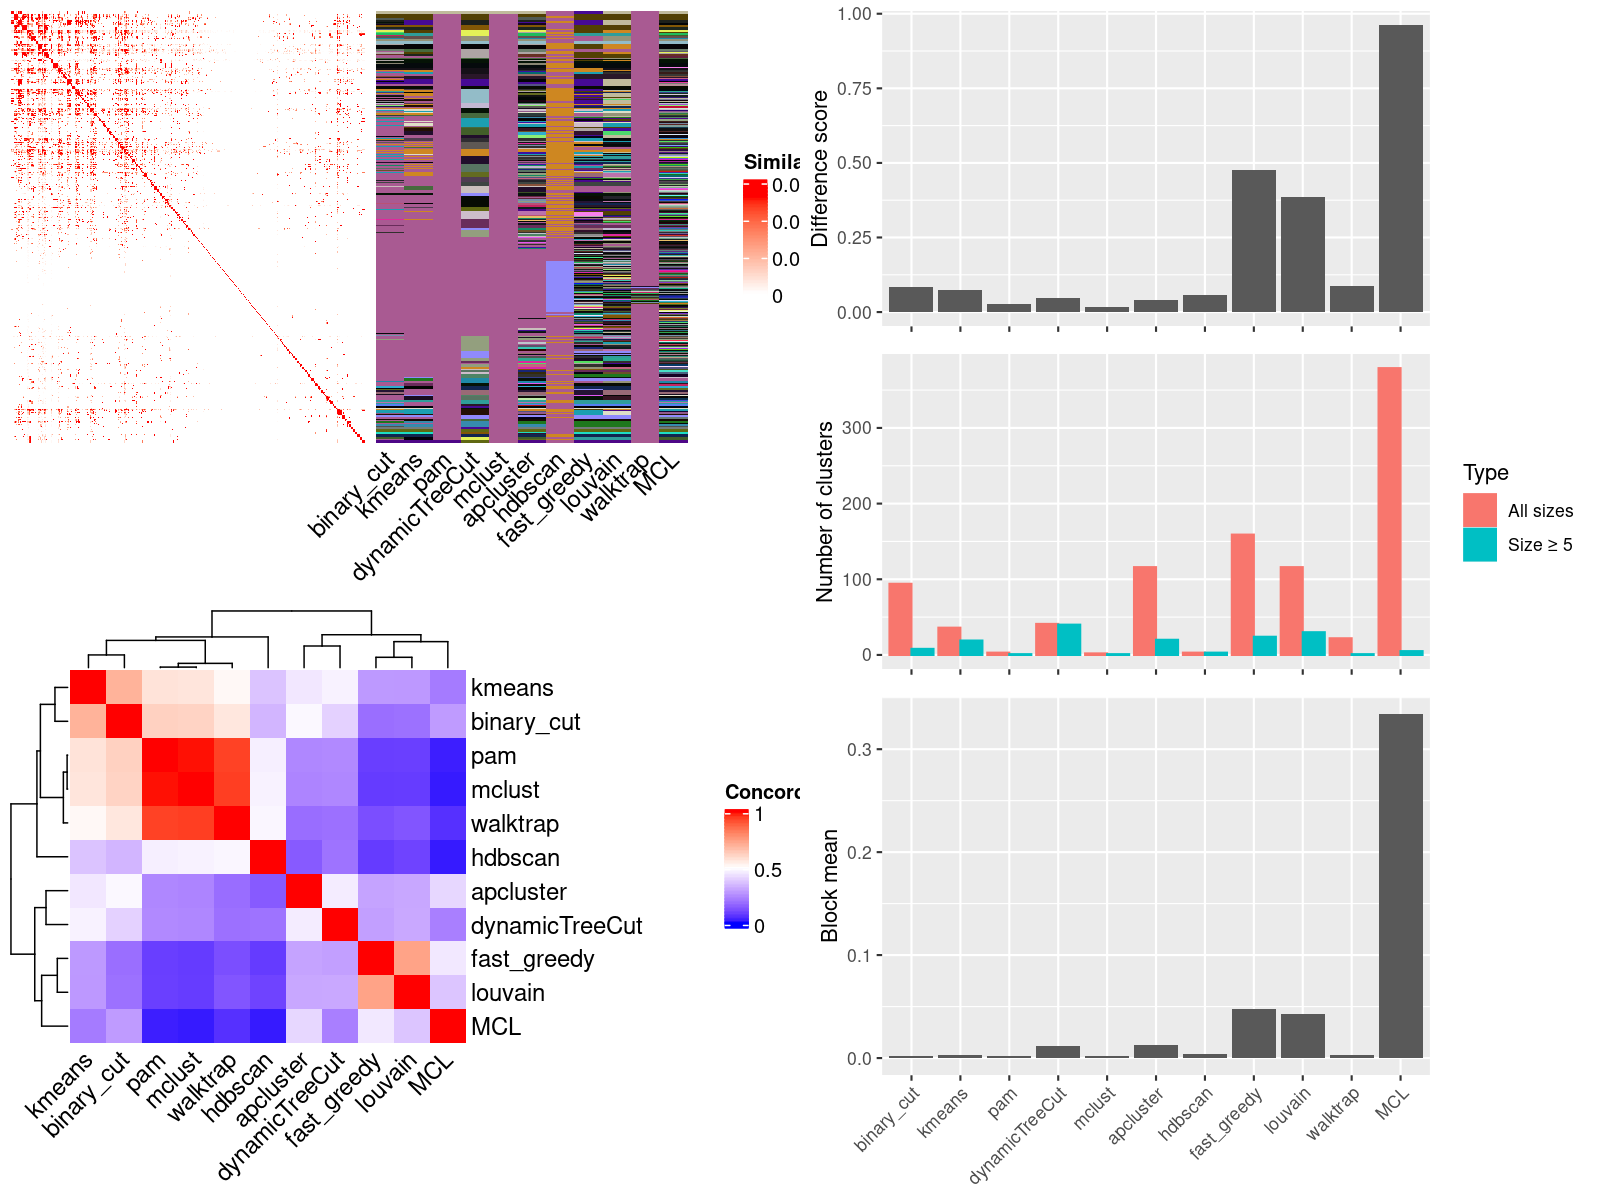 Simila
0.0
0.0
0.0
0
binary_cut
kmeans
pam
dynamicTreeCut
mclust
apcluster
hdbscan
fast_greedy
louvain
walktrap
MCL
kmeans
binary_cut
pam
mclust
walktrap
hdbscan
apcluster
dynamicTreeCut
fast_greedy
louvain
MCL
Concord
1
0.5
0
kmeans
binary_cut
pam
mclust
walktrap
hdbscan
apcluster
dynamicTreeCut
fast_greedy
louvain
MCL
Difference score
1.00
0.75
0.50
0.25
0.00
Number of clusters
300
200
100
0
Type
All sizes
Size ≥ 5
Block mean
0.3
0.2
0.1
0.0
binary_cut
kmeans
pam
dynamicTreeCut
mclust
apcluster
hdbscan
fast_greedy
louvain
walktrap
MCL